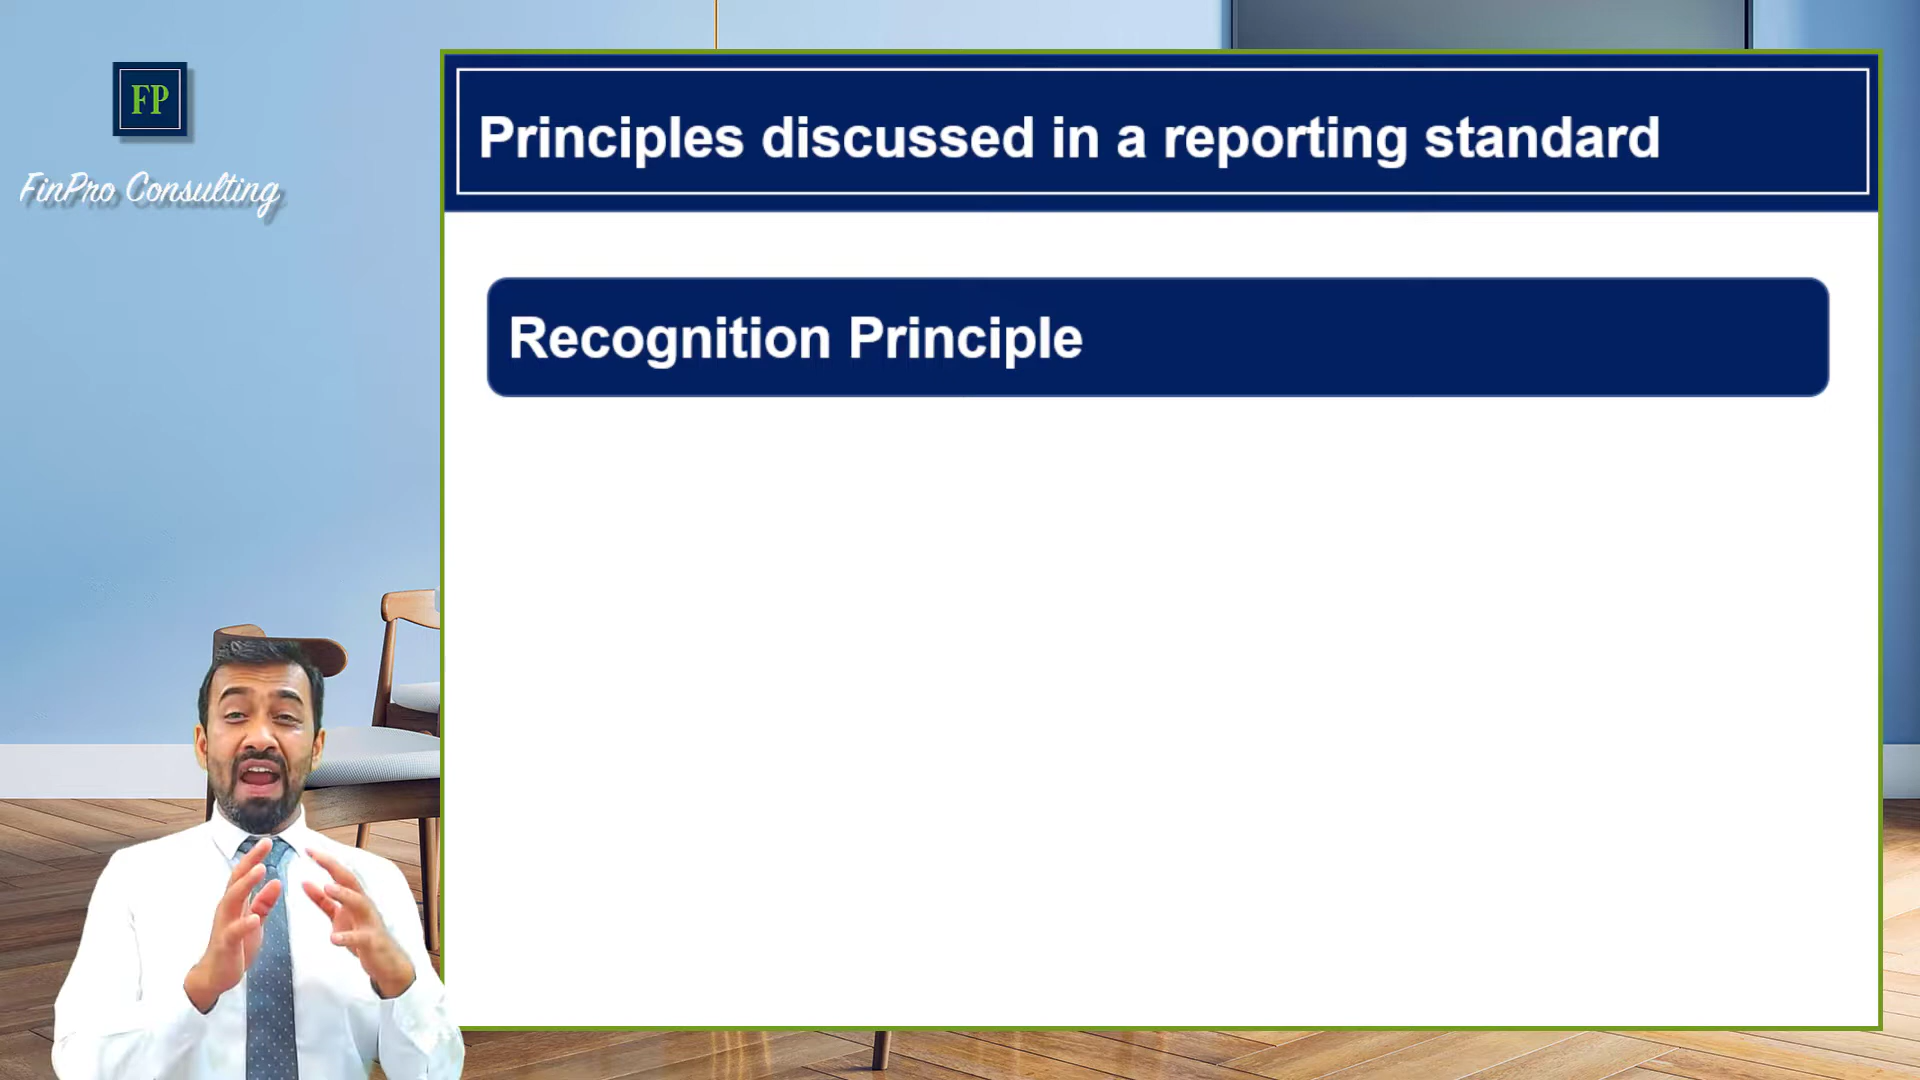 FP
FinPro Consulting
Principles discussed in a reporting standard
Recognition Principle